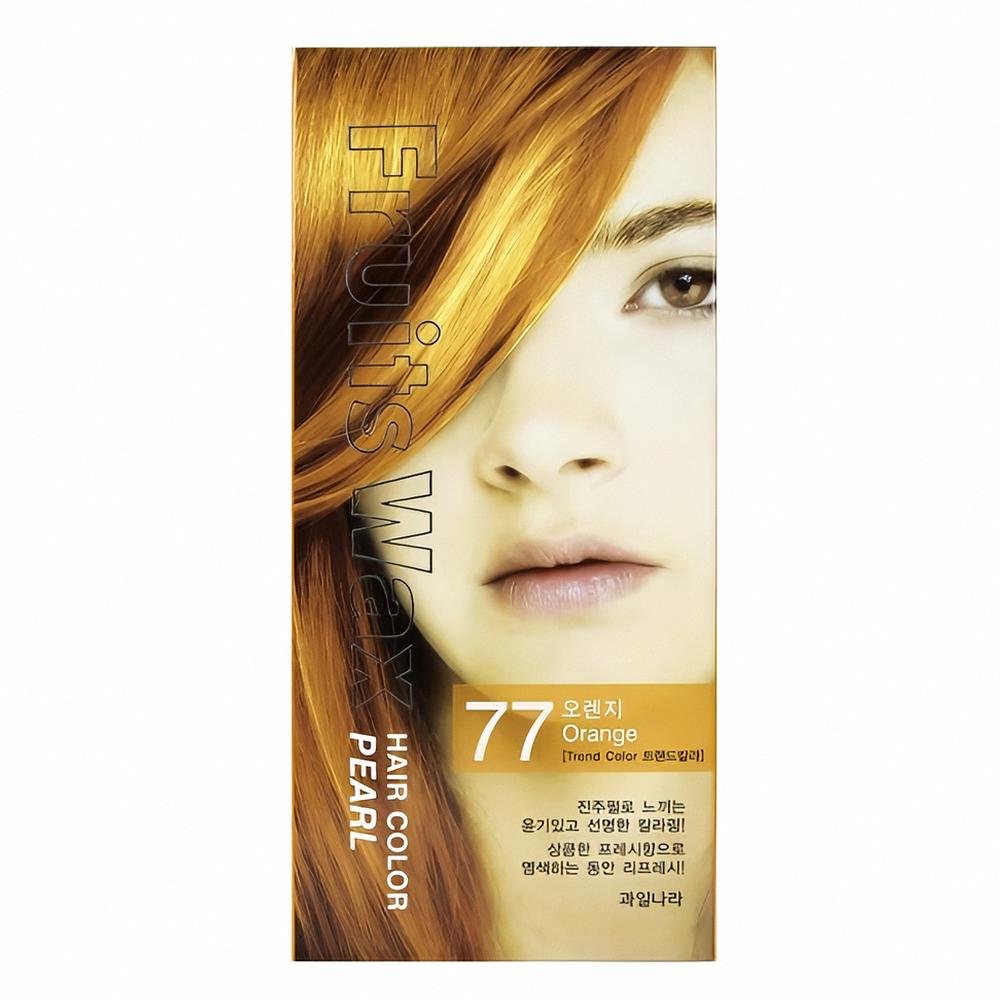 Fruits Wax
HAIR COLOR
PEARL
77
오렌지
Orange
[Trend Color 트렌드컬러]
진주펄로 느끼는
윤기있고 선명한 컬러링!
상큼한 프레시향으로
염색하는 동안 리프레시!
과일나라